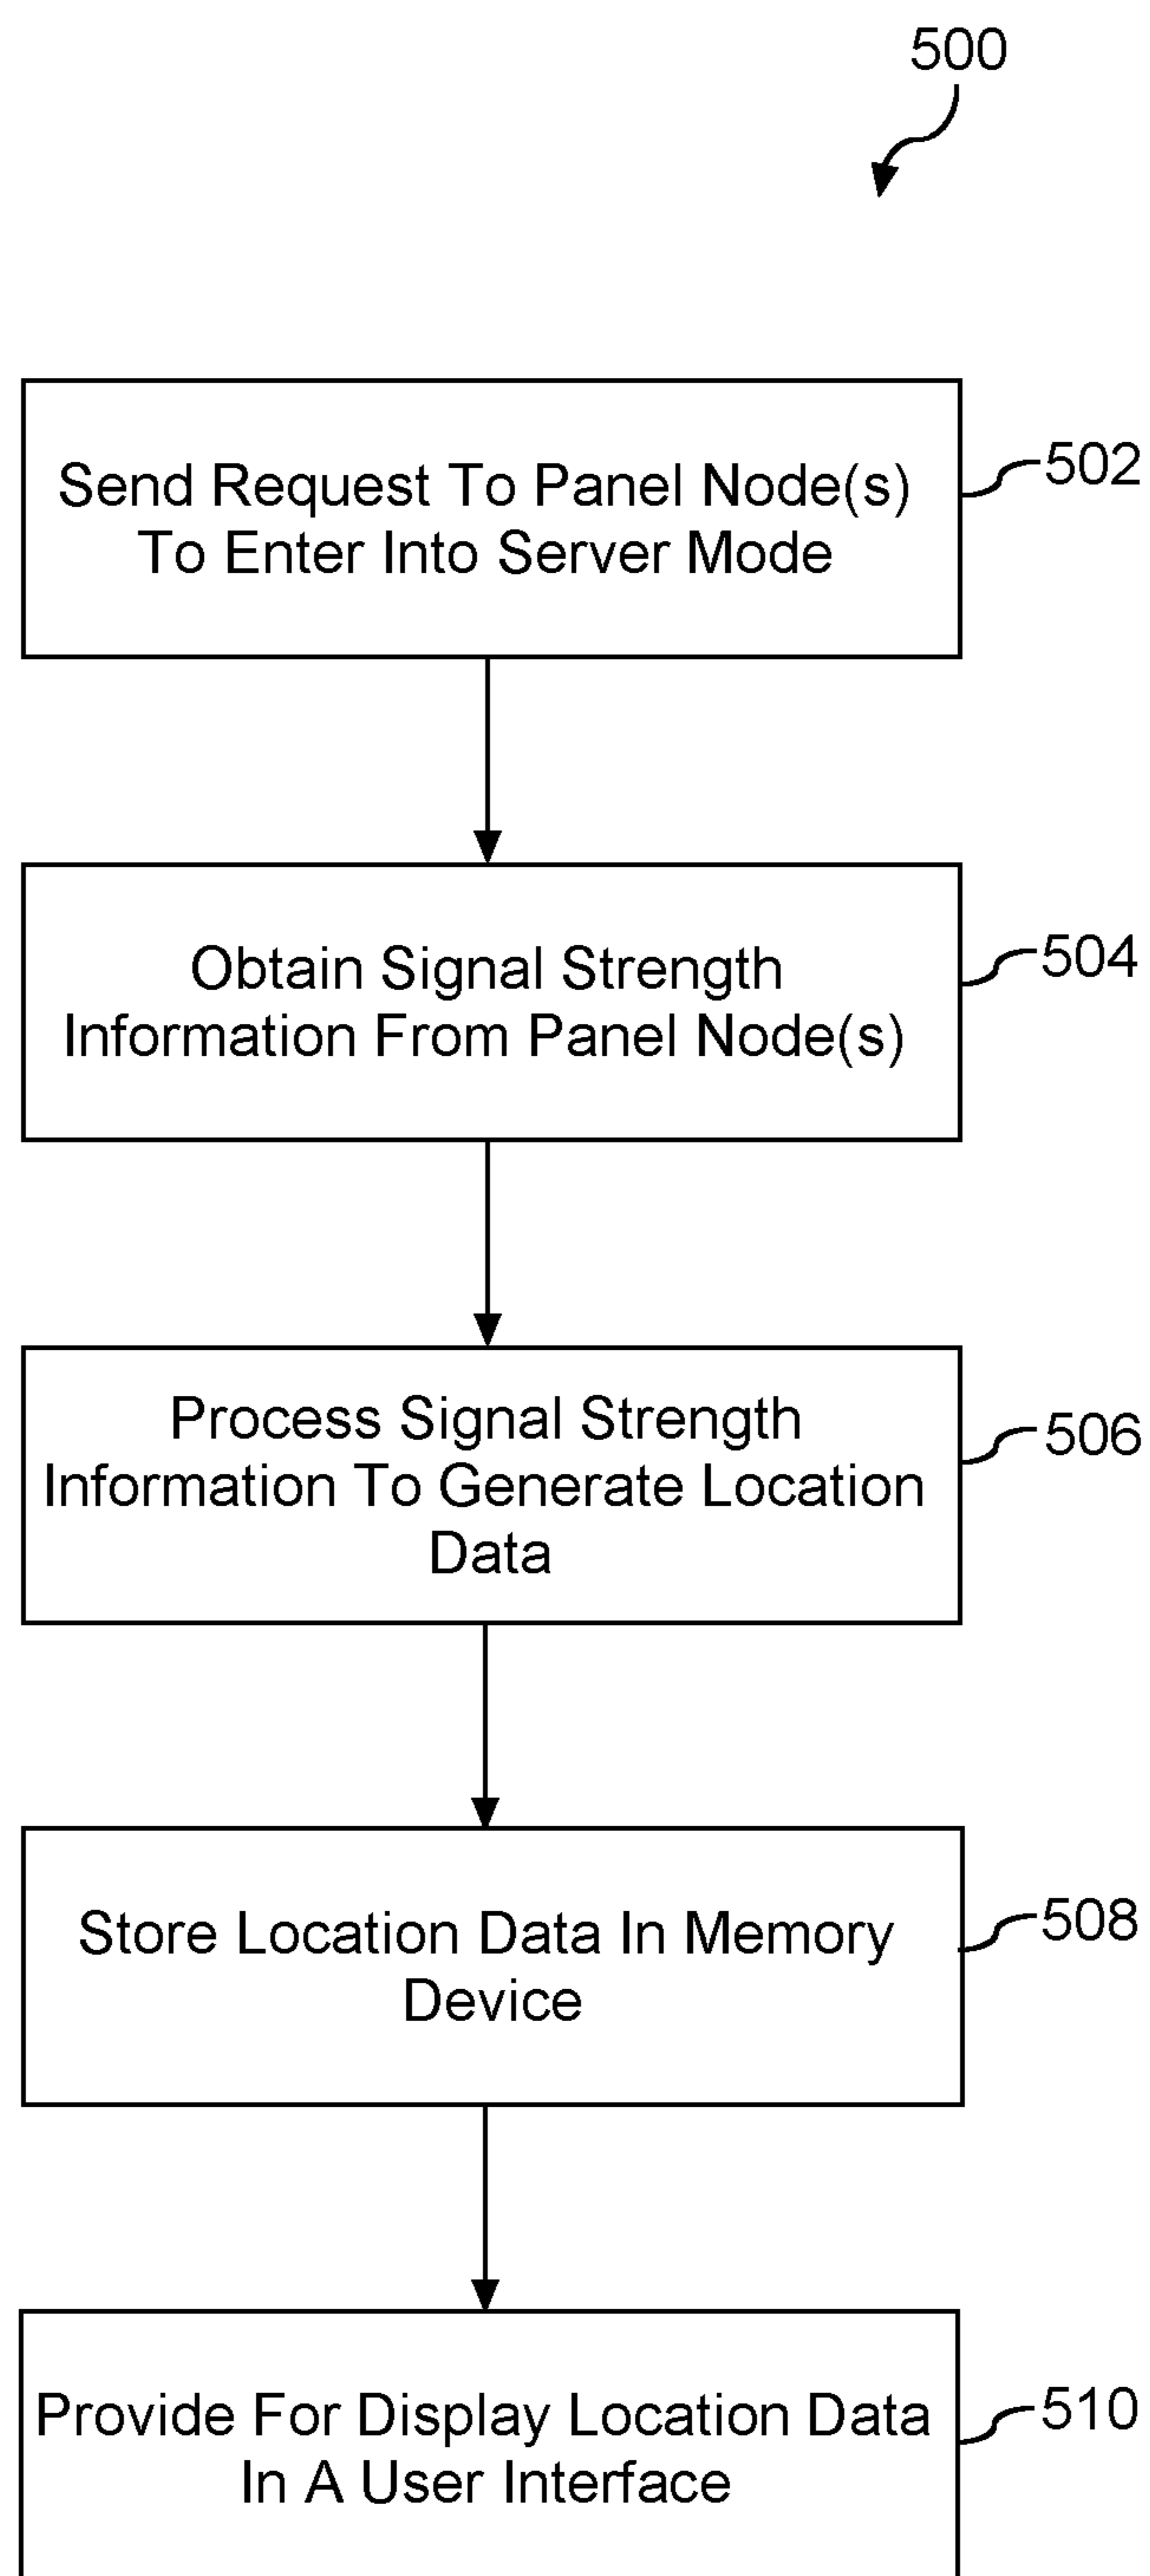 500
Send Request To Panel Node(s)
To Enter Into Server Mode
502
Obtain Signal Strength
Information From Panel Node(s)
504
Process Signal Strength
Information To Generate Location
Data
506
Store Location Data In Memory
Device
508
Provide For Display Location Data
In A User Interface
510